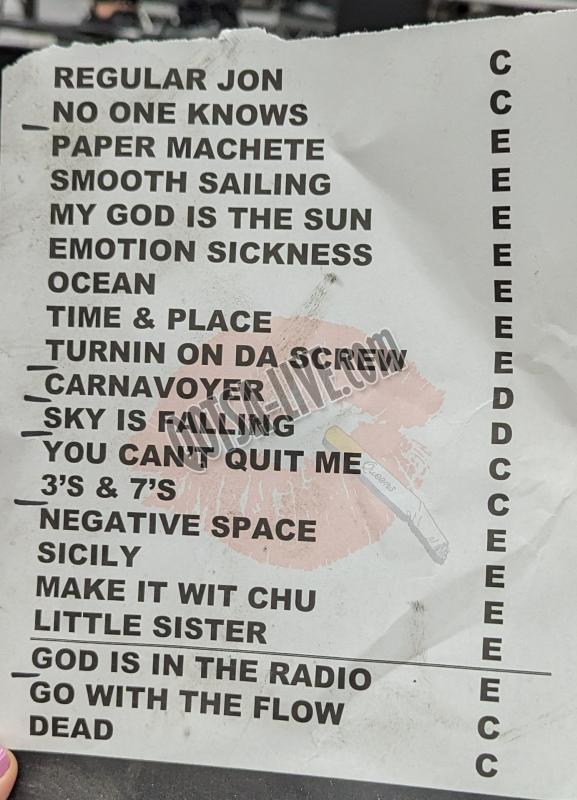 REGULAR JON C
NO ONE KNOWS C
PAPER MACHETE E
SMOOTH SAILING E
MY GOD IS THE SUN E
EMOTION SICKNESS E
OCEAN E
TIME & PLACE E
TURNIN ON DA SCREW E
CARNAVOYER D
SKY IS FALLING D
YOU CAN'T QUIT ME C
3'S & 7'S C
NEGATIVE SPACE E
SICILY E
MAKE IT WIT CHU E
LITTLE SISTER E
GOD IS IN THE RADIO E
GO WITH THE FLOW C
DEAD C
QOTSA-LIVE.com
Queens